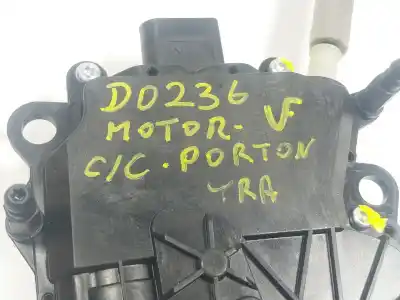 D0236
MOTOR- VF
C/C. PORTON
TRA